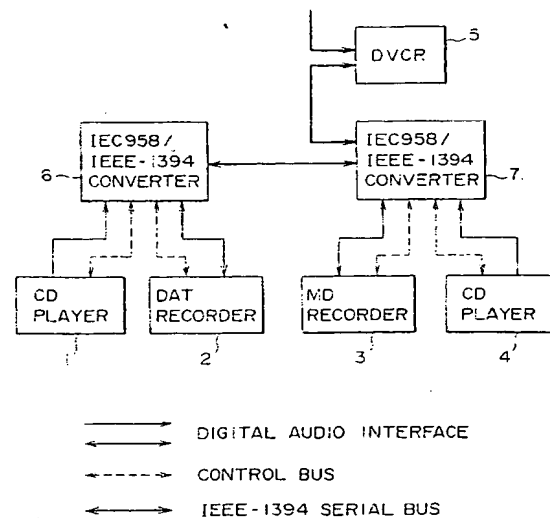 5
DVCR
IEC958/
IEEE-1394
CONVERTER
6
IEC958/
IEEE-1394
CONVERTER
7
CD
PLAYER
1
DAT
RECORDER
2
MD
RECORDER
3
CD
PLAYER
4
DIGITAL AUDIO INTERFACE
CONTROL BUS
IEEE-1394 SERIAL BUS